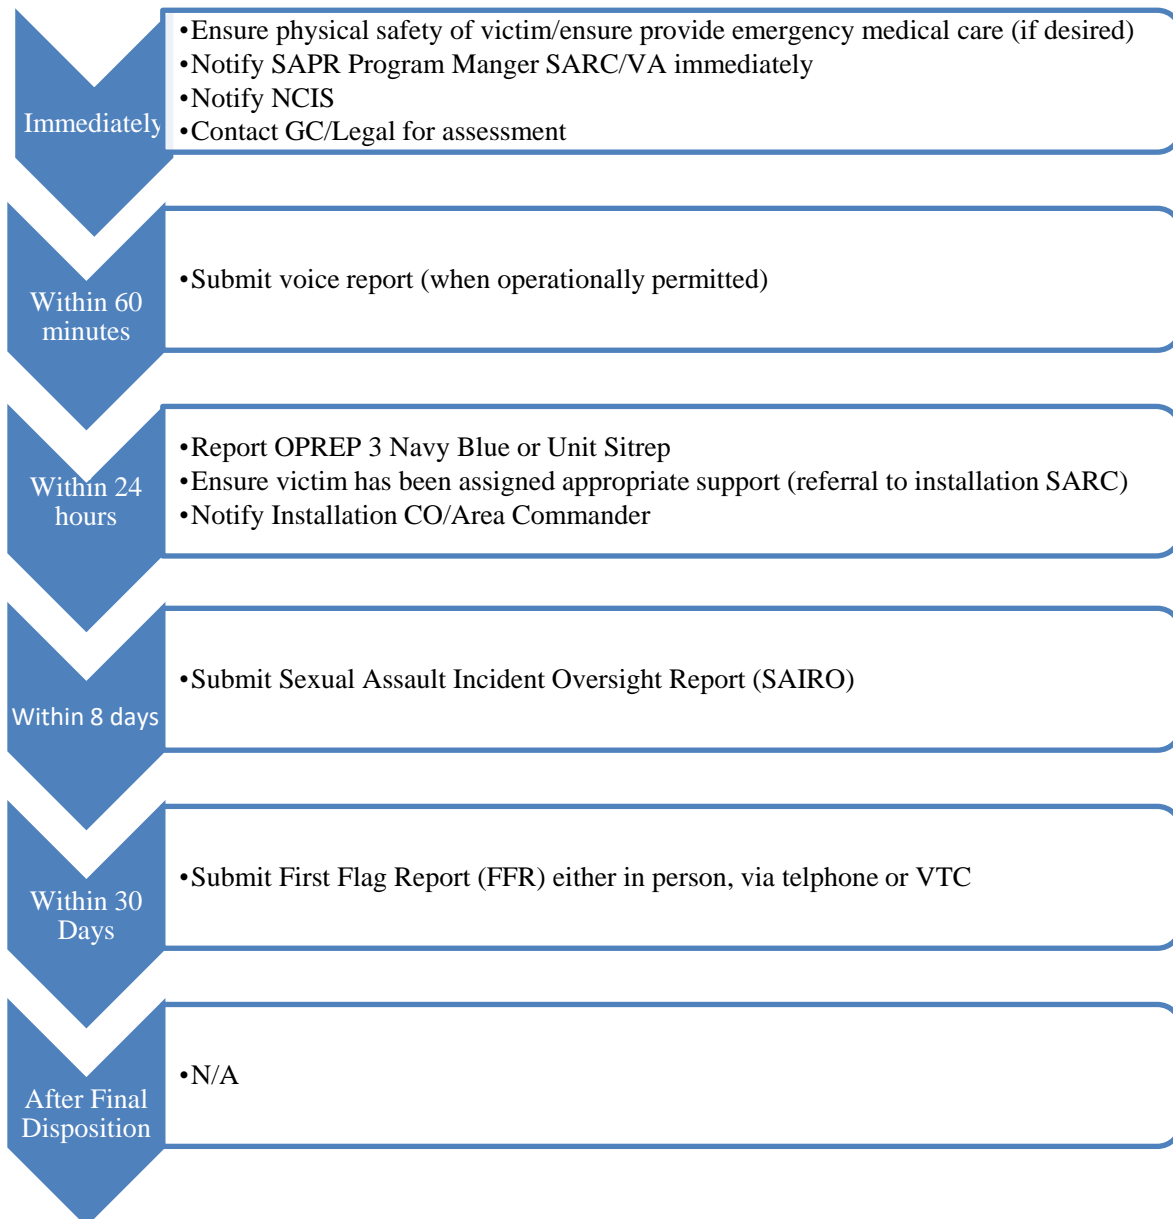 Immediately
•Ensure physical safety of victim/ensure provide emergency medical care (if desired)
•Notify SAPR Program Manger SARC/VA immediately
•Notify NCIS
•Contact GC/Legal for assessment
Within 60
minutes
•Submit voice report (when operationally permitted)
Within 24
hours
•Report OPREP 3 Navy Blue or Unit Sitrep
•Ensure victim has been assigned appropriate support (referral to installation SARC)
•Notify Installation CO/Area Commander
Within 8 days
•Submit Sexual Assault Incident Oversight Report (SAIRO)
Within 30
Days
•Submit First Flag Report (FFR) either in person, via telphone or VTC
After Final
Disposition
•N/A